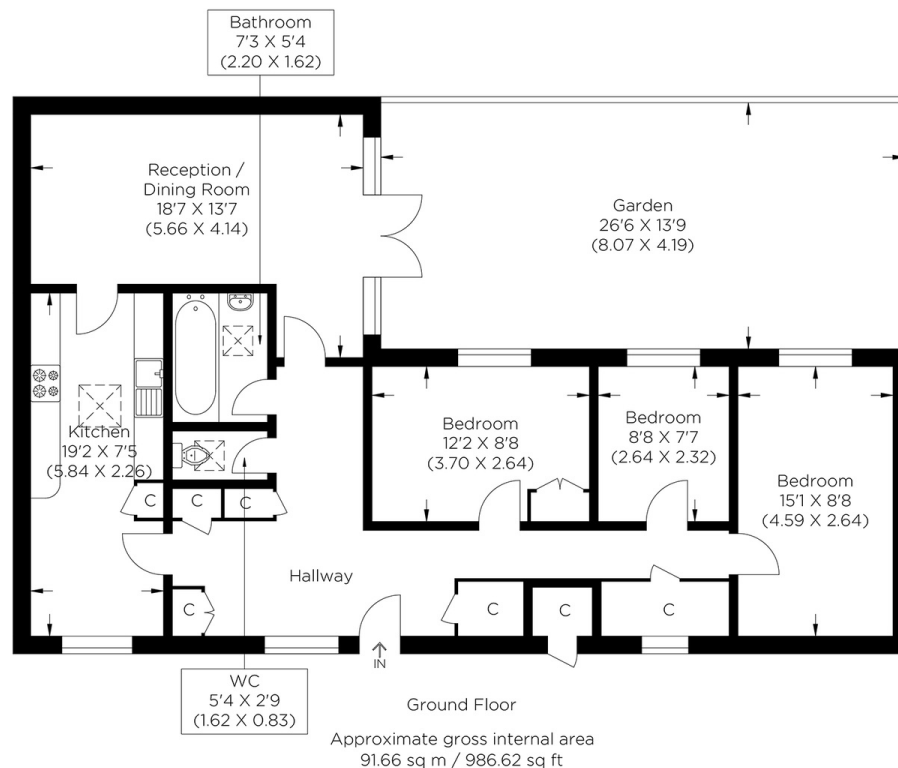 Bathroom
7'3 X 5'4
(2.20 X 1.62)
Reception /
Dining Room
18'7 X 13'7
(5.66 X 4.14)
Garden
26'6 X 13'9
(8.07 X 4.19)
Kitchen
19'2 X 7'5
(5.84 X 2.26)
Bedroom
12'2 X 8'8
(3.70 X 2.64)
Bedroom
8'8 X 7'7
(2.64 X 2.32)
Bedroom
15'1 X 8'8
(4.59 X 2.64)
C
C
C
Hallway
C
C
C
C
IN
WC
5'4 X 2'9
(1.62 X 0.83)
Ground Floor
Approximate gross internal area
91.66 sq m / 986.62 sq ft